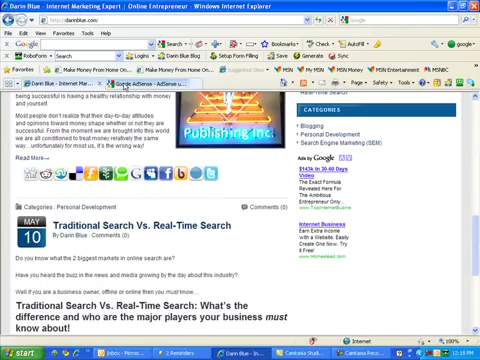 Darin Blue - Internet Marketing Expert | Online Entrepreneur - Windows Internet Explorer
http://darinblue.com/
File Edit View Favorites Tools Help
Google Search Bookmarks Check AutoFill google
RoboForm Search Logins Darin Blue Setup Form Filling Generate Save
Favorites Make Money From Home On... Make Money From Home On... Suggested Sites MSN MSN Entertainment MSNBC
Darin Blue - Internet Mar... Google AdSense - AdSense u... Page Safety Tools
being successful is having a healthy relationship with money
and yourself.
Most people don't realize that their day-to-day attitudes
and opinions toward money shape whether or not they are
successful. From the moment we are brought into this world
we are all conditioned to treat money relatively the same
way...unfortunately for most us, it's the wrong way!
Read More
Publishing Inc.
Categories : Personal Development Comments (0)
MAY
10
Traditional Search Vs. Real-Time Search
By Darin Blue · Comments (0)
Do you know what the 2 biggest markets in online search are?
Have you heard the buzz in the news and media growing by the day about this industry?
Well if you are a business owner, offline or online then you must know...
Traditional Search Vs. Real-Time Search: What's the
difference and who are the major players your business must
know about!
Real-Time Search
CATEGORIES
Blogging
Personal Development
Search Engine Marketing (SEM)
Ads by Google
$143k In 30-60 Days
Video
The Exact Formula
Revealed Here For
The Ambitious
Entrepreneur Only...
Internet Business
Earn Extra Income
with a Website. Easily
Create One Now. Try
It Free!
www.Homestead.com
Internet 100%
start Inbox - Micros... 2 Reminders Darin Blue - In... Camtasia Studi... Camtasia Reco... 12:18 PM